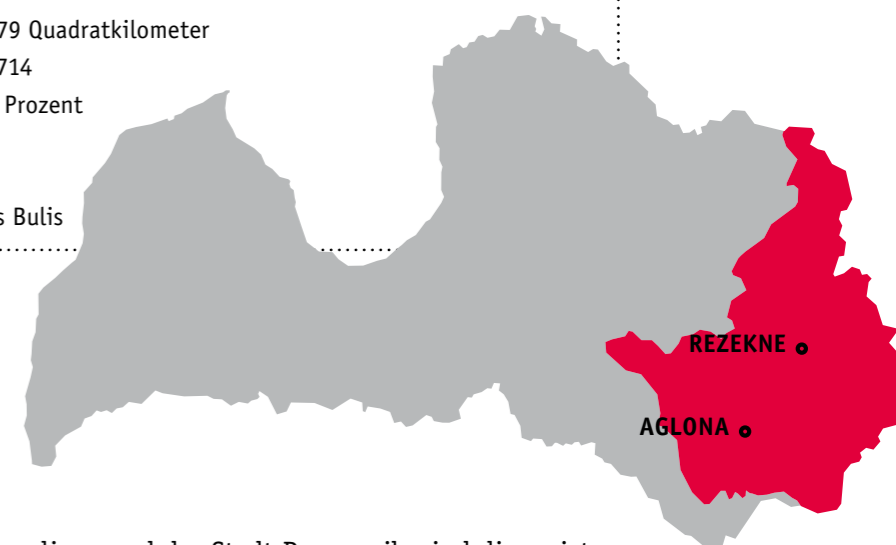 79 Quadratkilometer
714
Prozent
s Bulis
REZEKNE
AGLONA